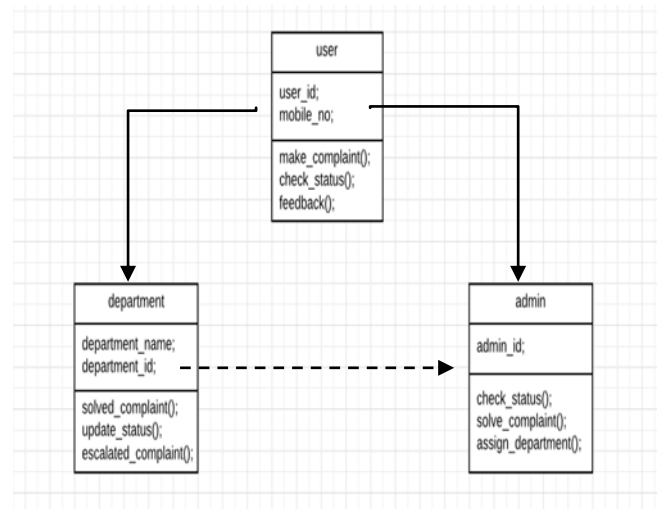 user
user_id;
mobile_no;
make_complaint();
check_status();
feedback();
department
department_name;
department_id;
solved_complaint();
update_status();
escalated_complaint();
admin
admin_id;
check_status();
solve_complaint();
assign_department();